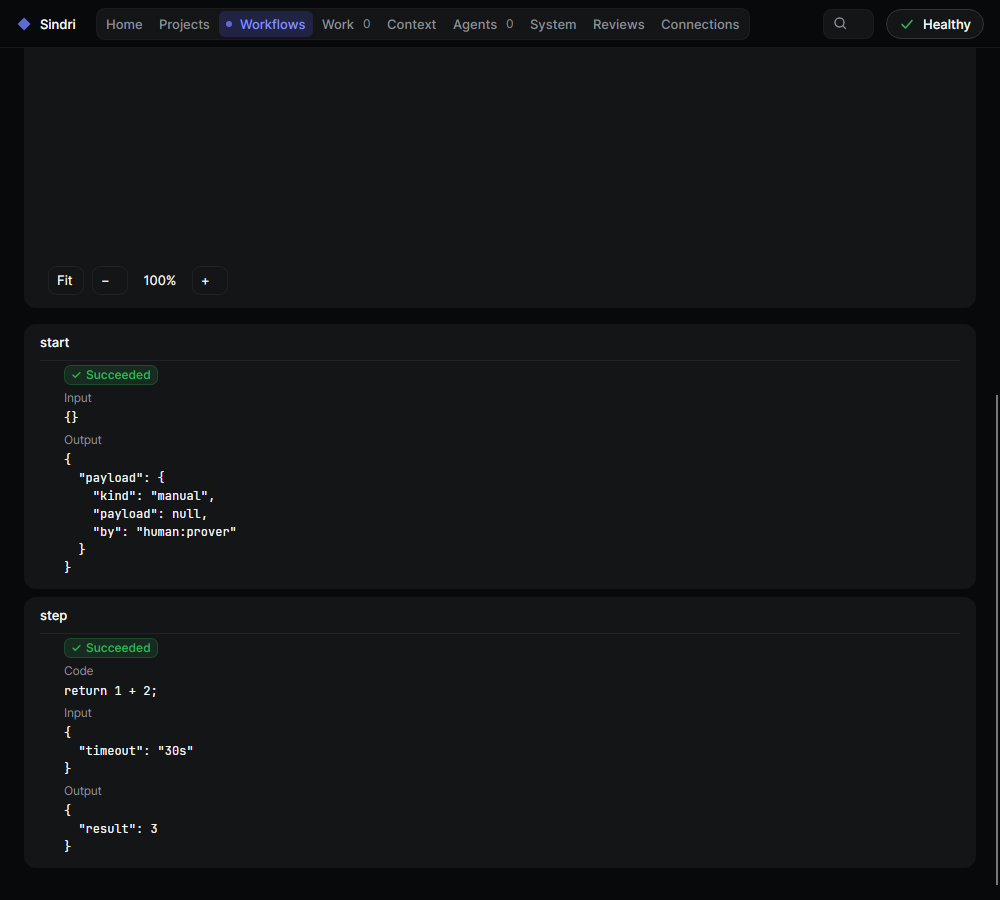 Sindri Home Projects Workflows Work 0 Context Agents 0 System Reviews Connections Healthy
Fit − 100% +
start
Succeeded
Input
{}
Output
{
  "payload": {
    "kind": "manual",
    "payload": null,
    "by": "human:prover"
  }
}
step
Succeeded
Code
return 1 + 2;
Input
{
  "timeout": "30s"
}
Output
{
  "result": 3
}